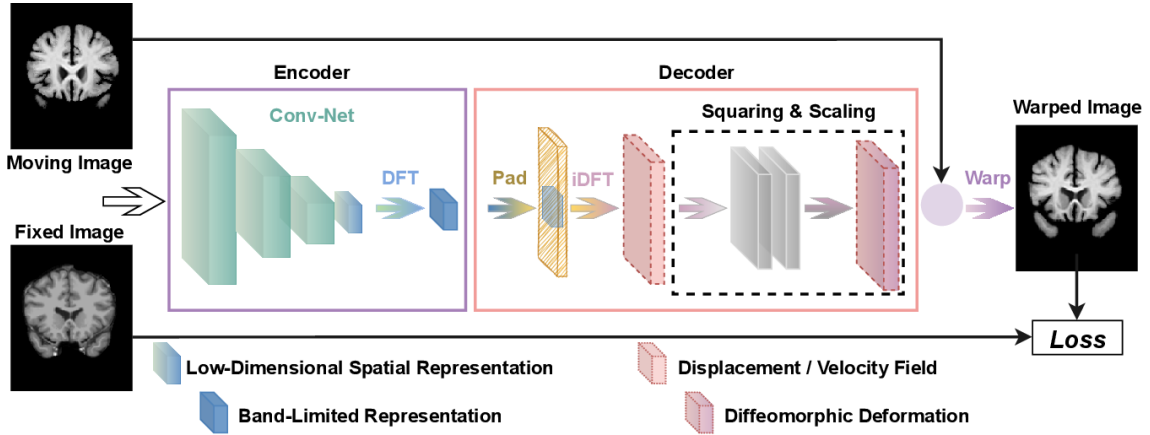 Encoder
Decoder
Conv-Net
Squaring & Scaling
Warped Image
Moving Image
DFT
Pad
iDFT
Warp
Fixed Image
Loss
Low-Dimensional Spatial Representation
Displacement / Velocity Field
Band-Limited Representation
Diffeomorphic Deformation